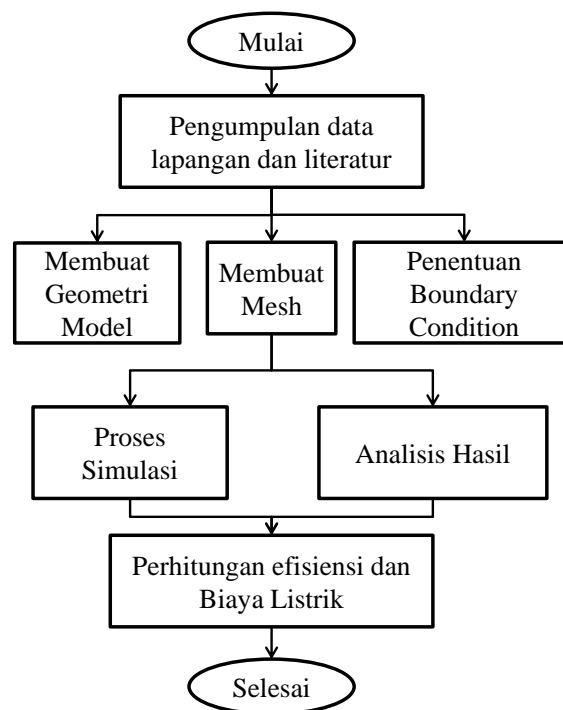 Mulai
Pengumpulan data
lapangan dan literatur
Membuat
Geometri
Model
Membuat
Mesh
Penentuan
Boundary
Condition
Proses
Simulasi
Analisis Hasil
Perhitungan efisiensi dan
Biaya Listrik
Selesai